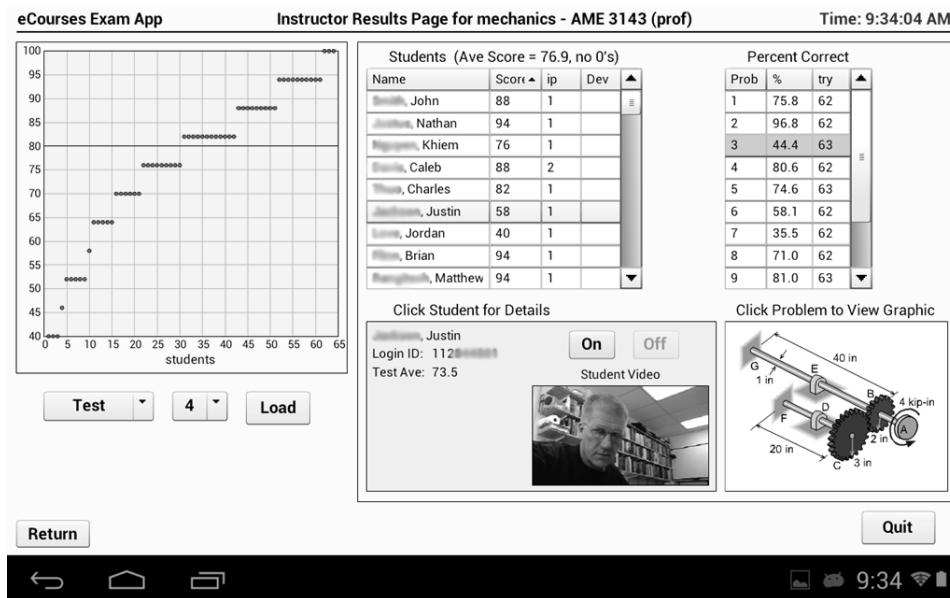 eCourses Exam App Instructor Results Page for mechanics - AME 3143 (prof) Time: 9:34:04 AM
100
95
90
85
80
75
70
65
60
55
50
45
40
0 5 10 15 20 25 30 35 40 45 50 55 60 65
students
Test 4 Load
Students (Ave Score = 76.9, no 0's)
Name Score ip Dev
, John 88 1
, Nathan 94 1
, Khiem 76 1
, Caleb 88 2
, Charles 82 1
, Justin 58 1
, Jordan 40 1
, Brian 94 1
, Matthew 94 1
Percent Correct
Prob % try
1 75.8 62
2 96.8 62
3 44.4 63
4 80.6 62
5 74.6 63
6 58.1 62
7 35.5 62
8 71.0 62
9 81.0 63
Click Student for Details
, Justin
Login ID: 112
Test Ave: 73.5
On Off
Student Video
Click Problem to View Graphic
40 in
G
E
1 in
B
4 kip-in
F
D
A
2 in
20 in
C
3 in
Return
Quit
9:34